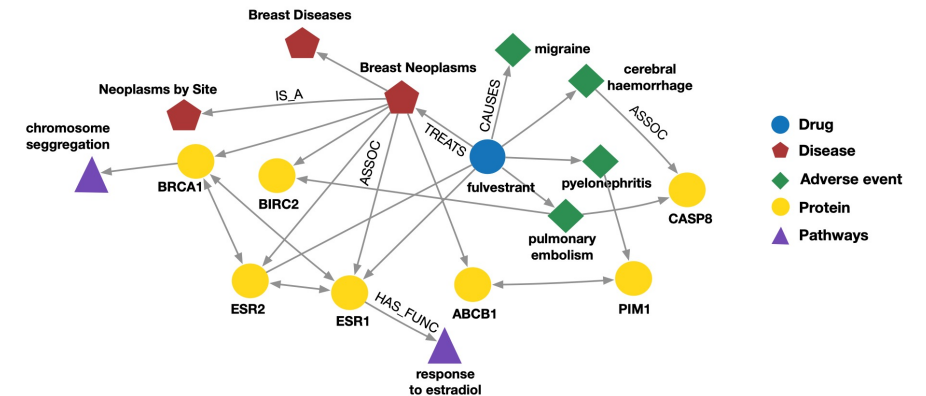 Breast Diseases
Breast Neoplasms
migraine
cerebral
haemorrhage
Neoplasms by Site
IS_A
CAUSES
ASSOC
chromosome
seggregation
TREATS
ASSOC
BRCA1
BIRC2
fulvestrant
pyelonephritis
CASP8
pulmonary
embolism
ESR2
ESR1
HAS_FUNC
ABCB1
PIM1
response
to estradiol
Drug
Disease
Adverse event
Protein
Pathways